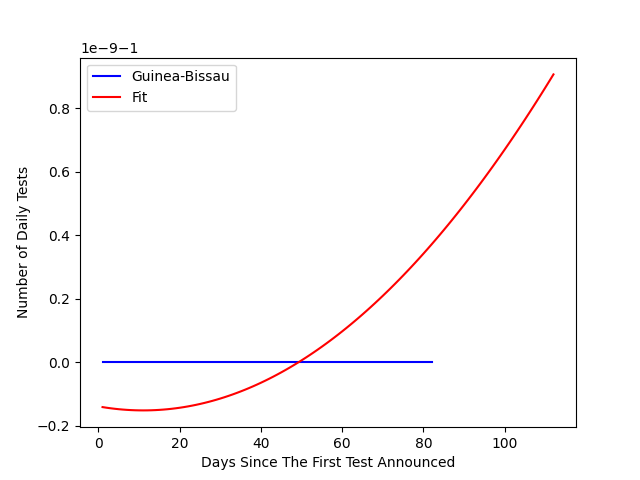 1e−9−1
Guinea-Bissau
Fit
0.8
0.6
0.4
0.2
0.0
−0.2
Number of Daily Tests
0
20
40
60
80
100
Days Since The First Test Announced